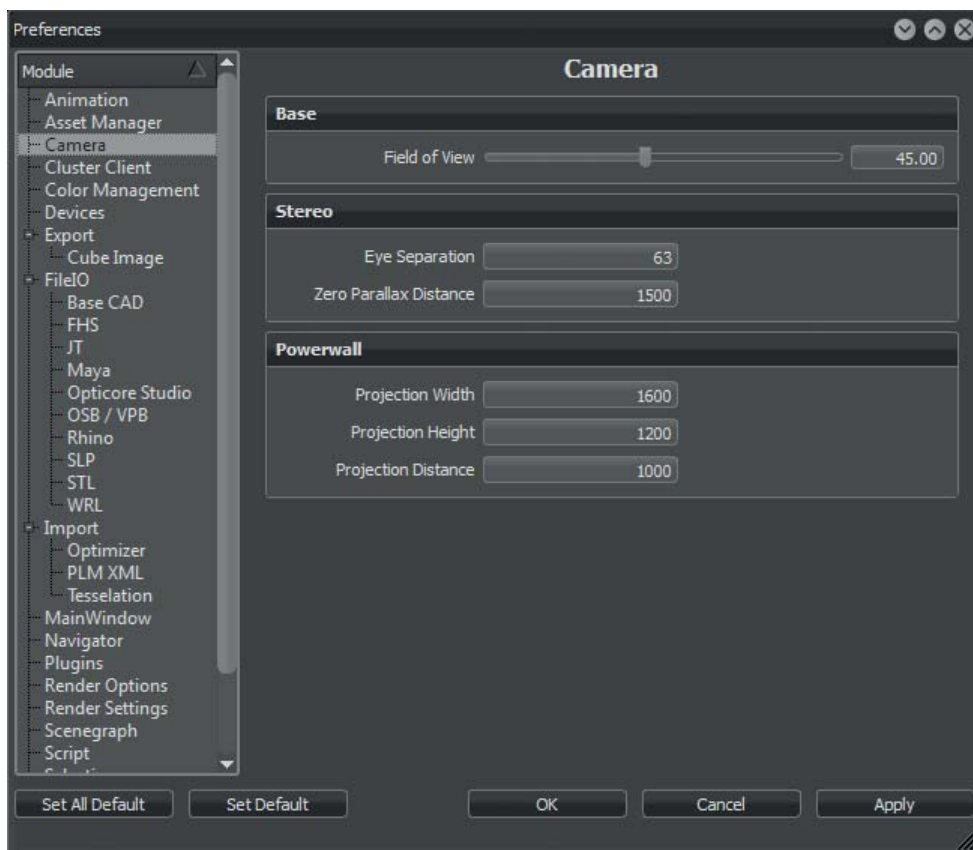 Preferences
Module
Animation
Asset Manager
Camera
Cluster Client
Color Management
Devices
Export
Cube Image
FileIO
Base CAD
FHS
JT
Maya
Opticore Studio
OSB / VPB
Rhino
SLP
STL
WRL
Import
Optimizer
PLM XML
Tesselation
MainWindow
Navigator
Plugins
Render Options
Render Settings
Scenegraph
Script
Camera
Base
Field of View 45.00
Stereo
Eye Separation 63
Zero Parallax Distance 1500
Powerwall
Projection Width 1600
Projection Height 1200
Projection Distance 1000
Set All Default Set Default OK Cancel Apply